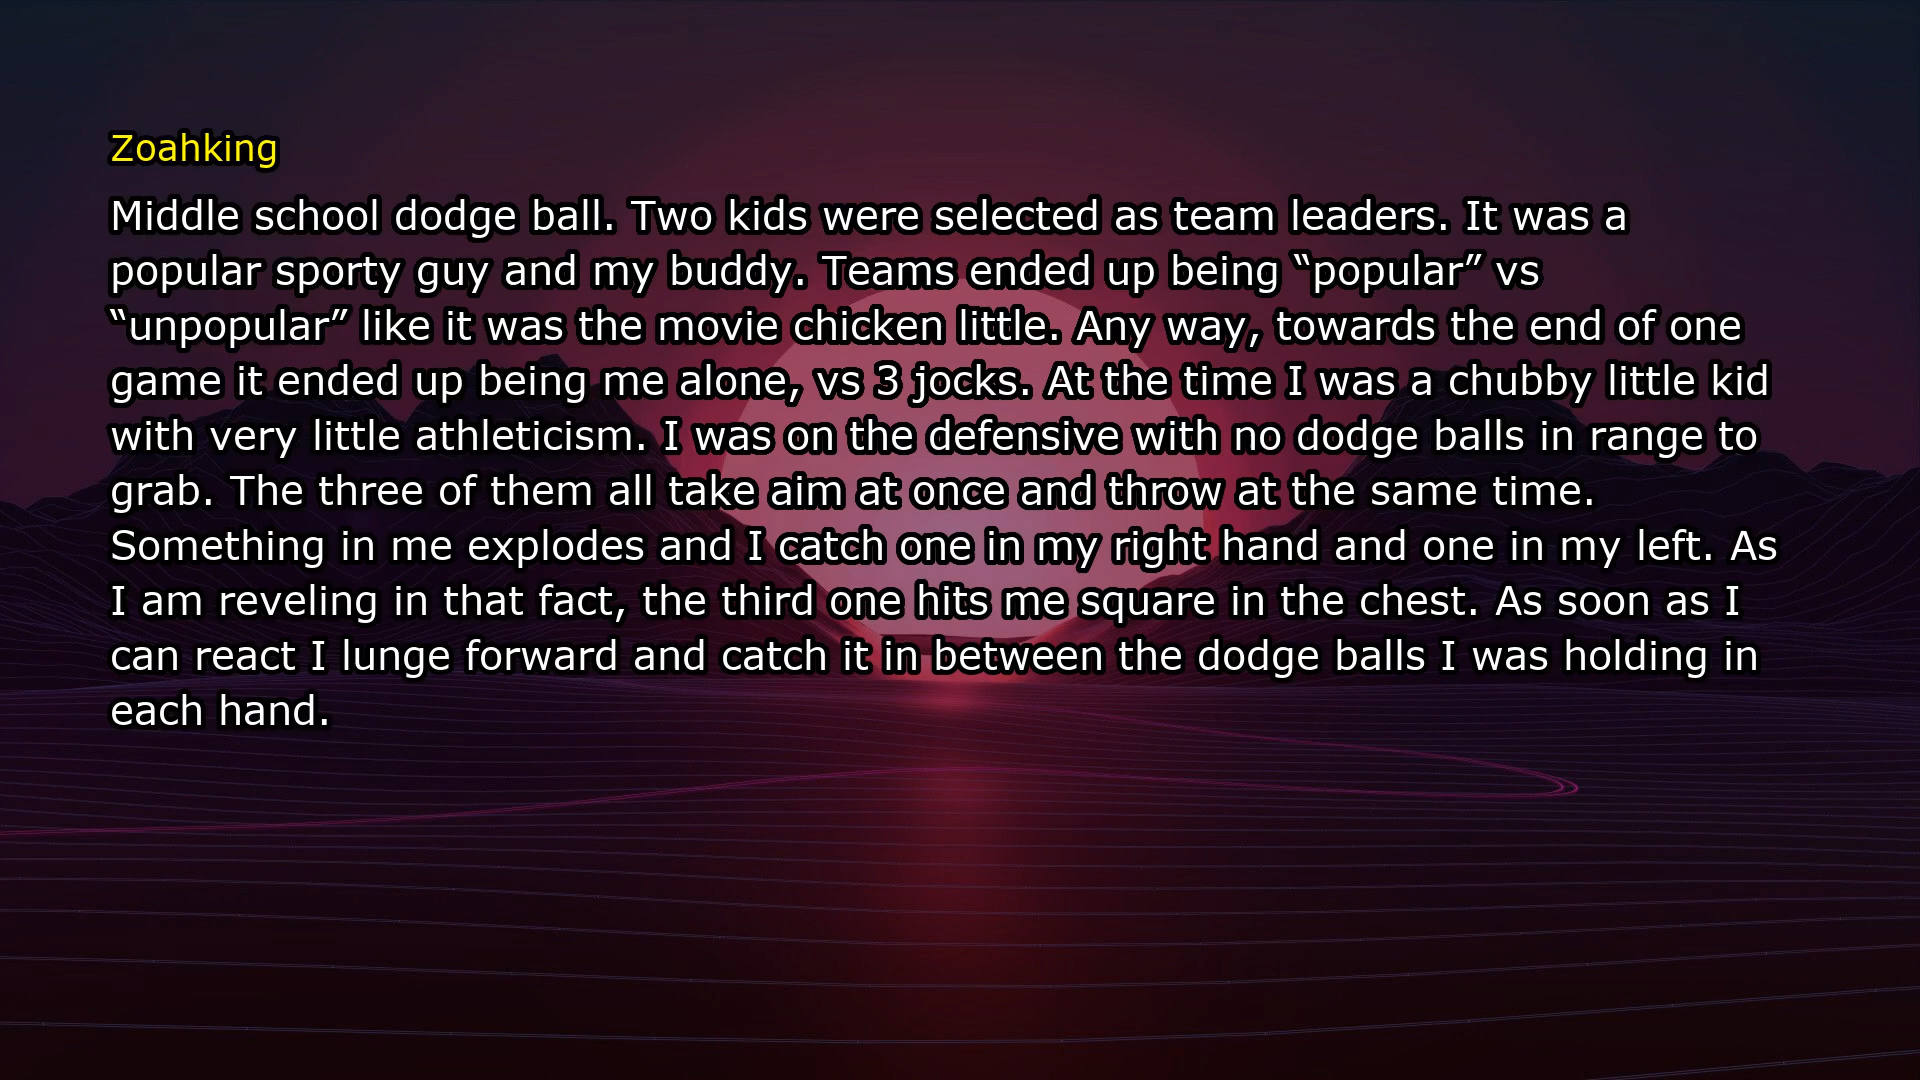 Zoahking
Middle school dodge ball. Two kids were selected as team leaders. It was a
popular sporty guy and my buddy. Teams ended up being “popular” vs
“unpopular” like it was the movie chicken little. Any way, towards the end of one
game it ended up being me alone, vs 3 jocks. At the time I was a chubby little kid
with very little athleticism. I was on the defensive with no dodge balls in range to
grab. The three of them all take aim at once and throw at the same time.
Something in me explodes and I catch one in my right hand and one in my left. As
I am reveling in that fact, the third one hits me square in the chest. As soon as I
can react I lunge forward and catch it in between the dodge balls I was holding in
each hand.